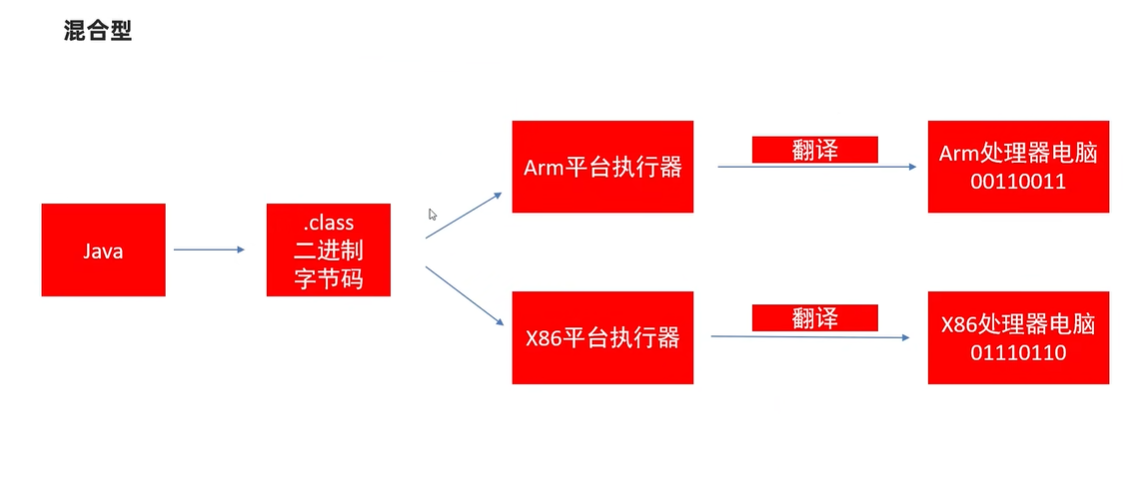 混合型
Java
.class
二进制
字节码
Arm平台执行器
翻译
Arm处理器电脑
00110011
X86平台执行器
翻译
X86处理器电脑
01110110